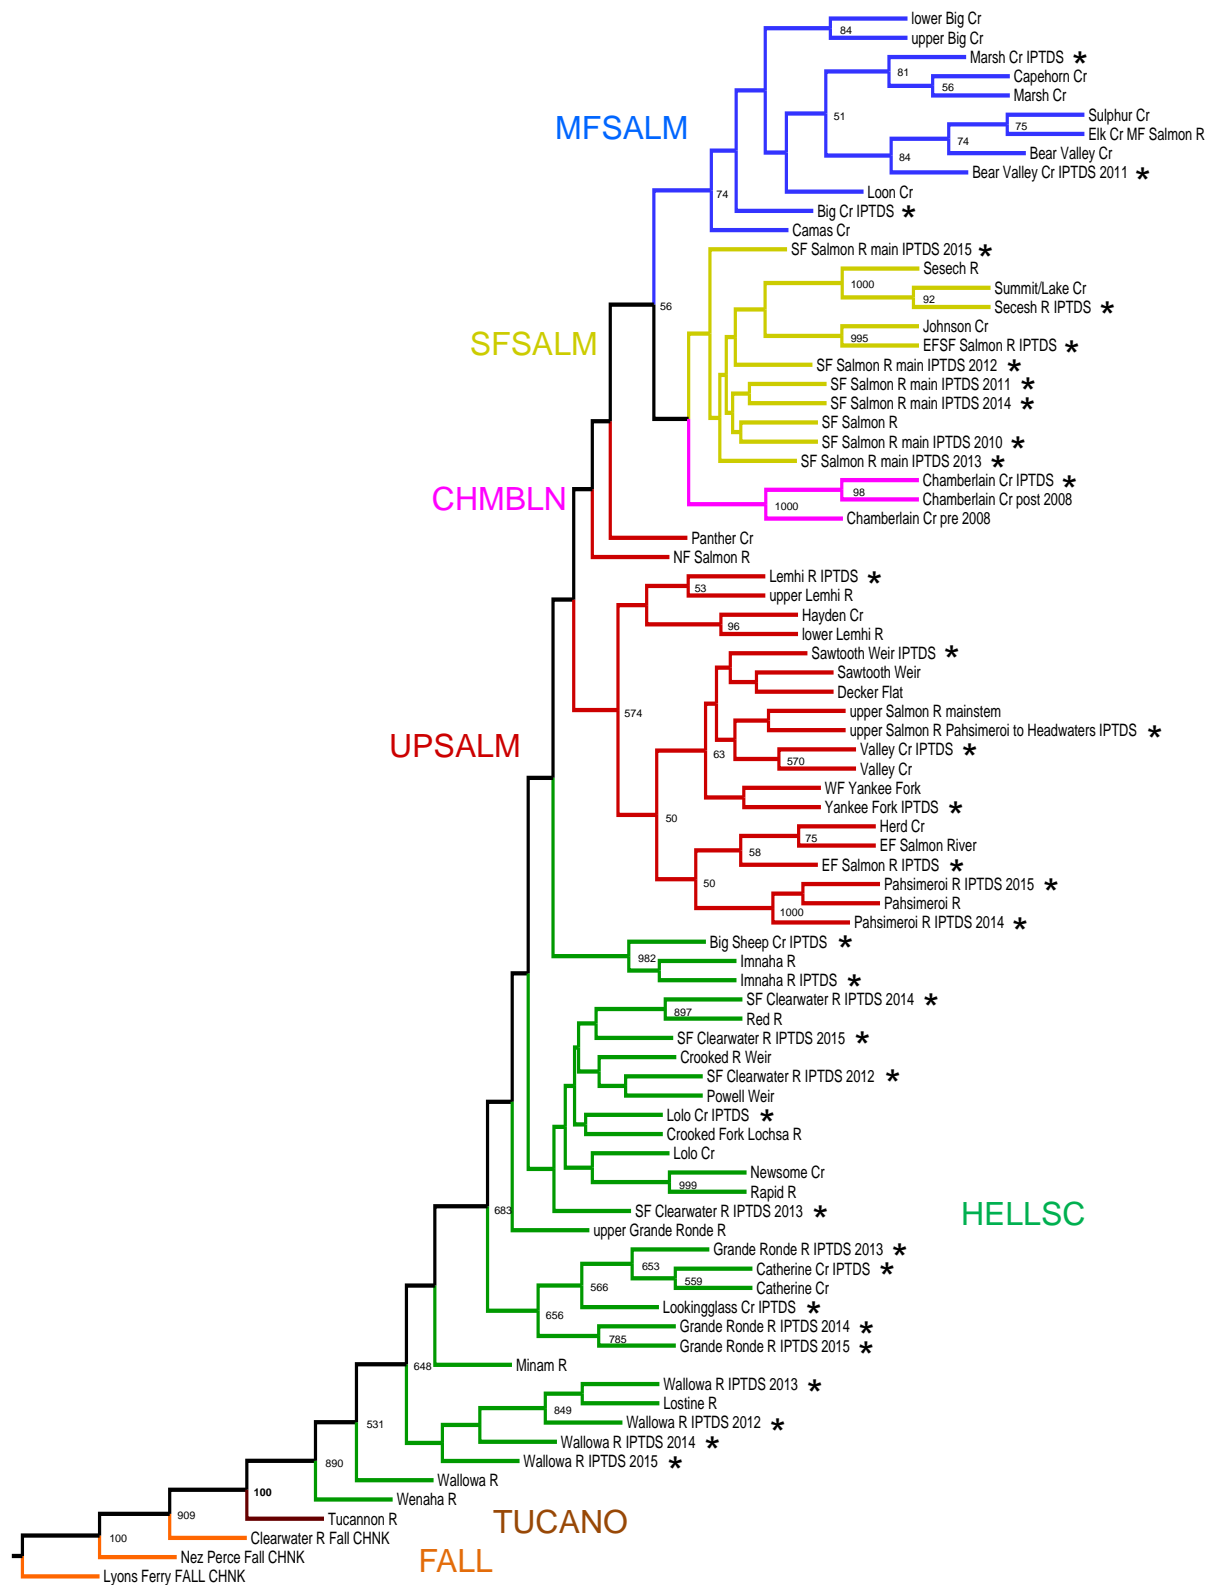 lower Big Cr
84
upper Big Cr
Marsh Cr IPTDS *
81
Capehorn Cr
56
Marsh Cr
Sulphur Cr
51
75
MFSALM
Elk Cr MF Salmon R
74
Bear Valley Cr
84
Bear Valley Cr IPTDS 2011 *
Loon Cr
74
Big Cr IPTDS *
Camas Cr
SF Salmon R main IPTDS 2015 *
Sesech R
1000
Summit/Lake Cr
92
56
Secesh R IPTDS *
Johnson Cr
995
SFSALM
EFSF Salmon R IPTDS *
SF Salmon R main IPTDS 2012 *
SF Salmon R main IPTDS 2011 *
SF Salmon R main IPTDS 2014 *
SF Salmon R
SF Salmon R main IPTDS 2010 *
SF Salmon R main IPTDS 2013 *
Chamberlain Cr IPTDS *
98
CHMBLN
Chamberlain Cr post 2008
1000
Chamberlain Cr pre 2008
Panther Cr
NF Salmon R
Lemhi R IPTDS *
53
upper Lemhi R
Hayden Cr
96
lower Lemhi R
Sawtooth Weir IPTDS *
Sawtooth Weir
Decker Flat
574
upper Salmon R mainstem
upper Salmon R Pahsimeroi to Headwaters IPTDS *
UPSALM
Valley Cr IPTDS *
63
570
Valley Cr
WF Yankee Fork
Yankee Fork IPTDS *
50
Herd Cr
75
EF Salmon River
58
EF Salmon R IPTDS *
50
Pahsimeroi R IPTDS 2015 *
Pahsimeroi R
1000
Pahsimeroi R IPTDS 2014 *
Big Sheep Cr IPTDS *
982
Imnaha R
Imnaha R IPTDS *
SF Clearwater R IPTDS 2014 *
897
Red R
SF Clearwater R IPTDS 2015 *
Crooked R Weir
SF Clearwater R IPTDS 2012 *
Powell Weir
Lolo Cr IPTDS *
Crooked Fork Lochsa R
Lolo Cr
Newsome Cr
999
Rapid R
683
SF Clearwater R IPTDS 2013 *
HELLSC
upper Grande Ronde R
Grande Ronde R IPTDS 2013 *
653
Catherine Cr IPTDS *
559
566
Catherine Cr
Lookingglass Cr IPTDS *
656
Grande Ronde R IPTDS 2014 *
785
Grande Ronde R IPTDS 2015 *
648
Minam R
Wallowa R IPTDS 2013 *
Lostine R
849
531
Wallowa R IPTDS 2012 *
Wallowa R IPTDS 2014 *
890
Wallowa R IPTDS 2015 *
Wallowa R
100
Wenaha R
909
Tucannon R
TUCANO
100
Clearwater R Fall CHNK
Nez Perce Fall CHNK
FALL
Lyons Ferry FALL CHNK